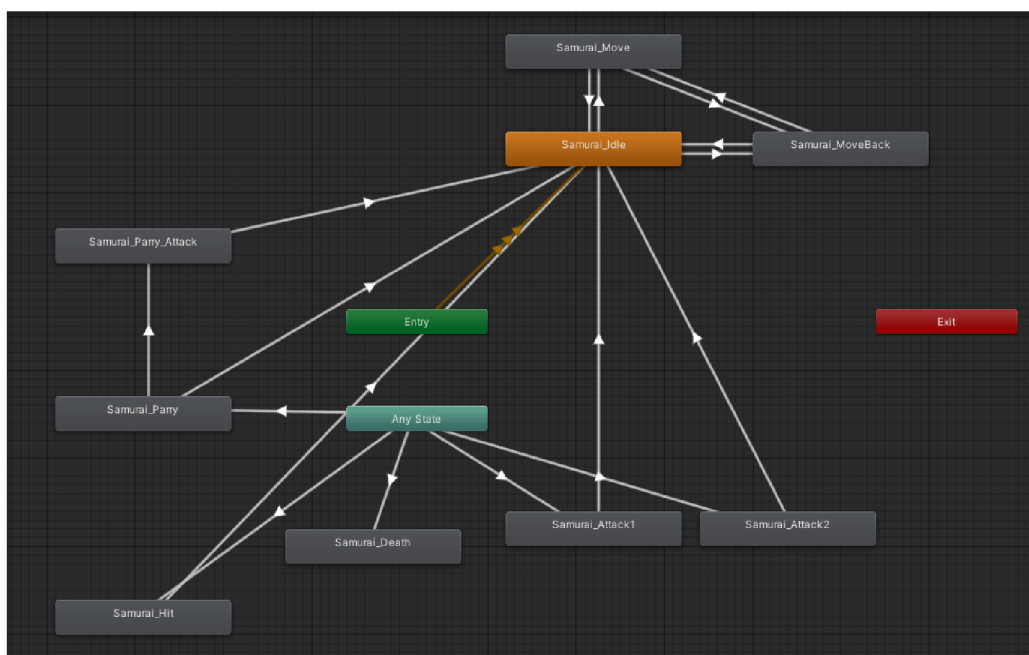 Samurai_Move
Samurai_Idle
Samurai_MoveBack
Samurai_Parry_Attack
Entry
Exit
Samurai_Parry
Any State
Samurai_Attack1
Samurai_Attack2
Samurai_Death
Samurai_Hit